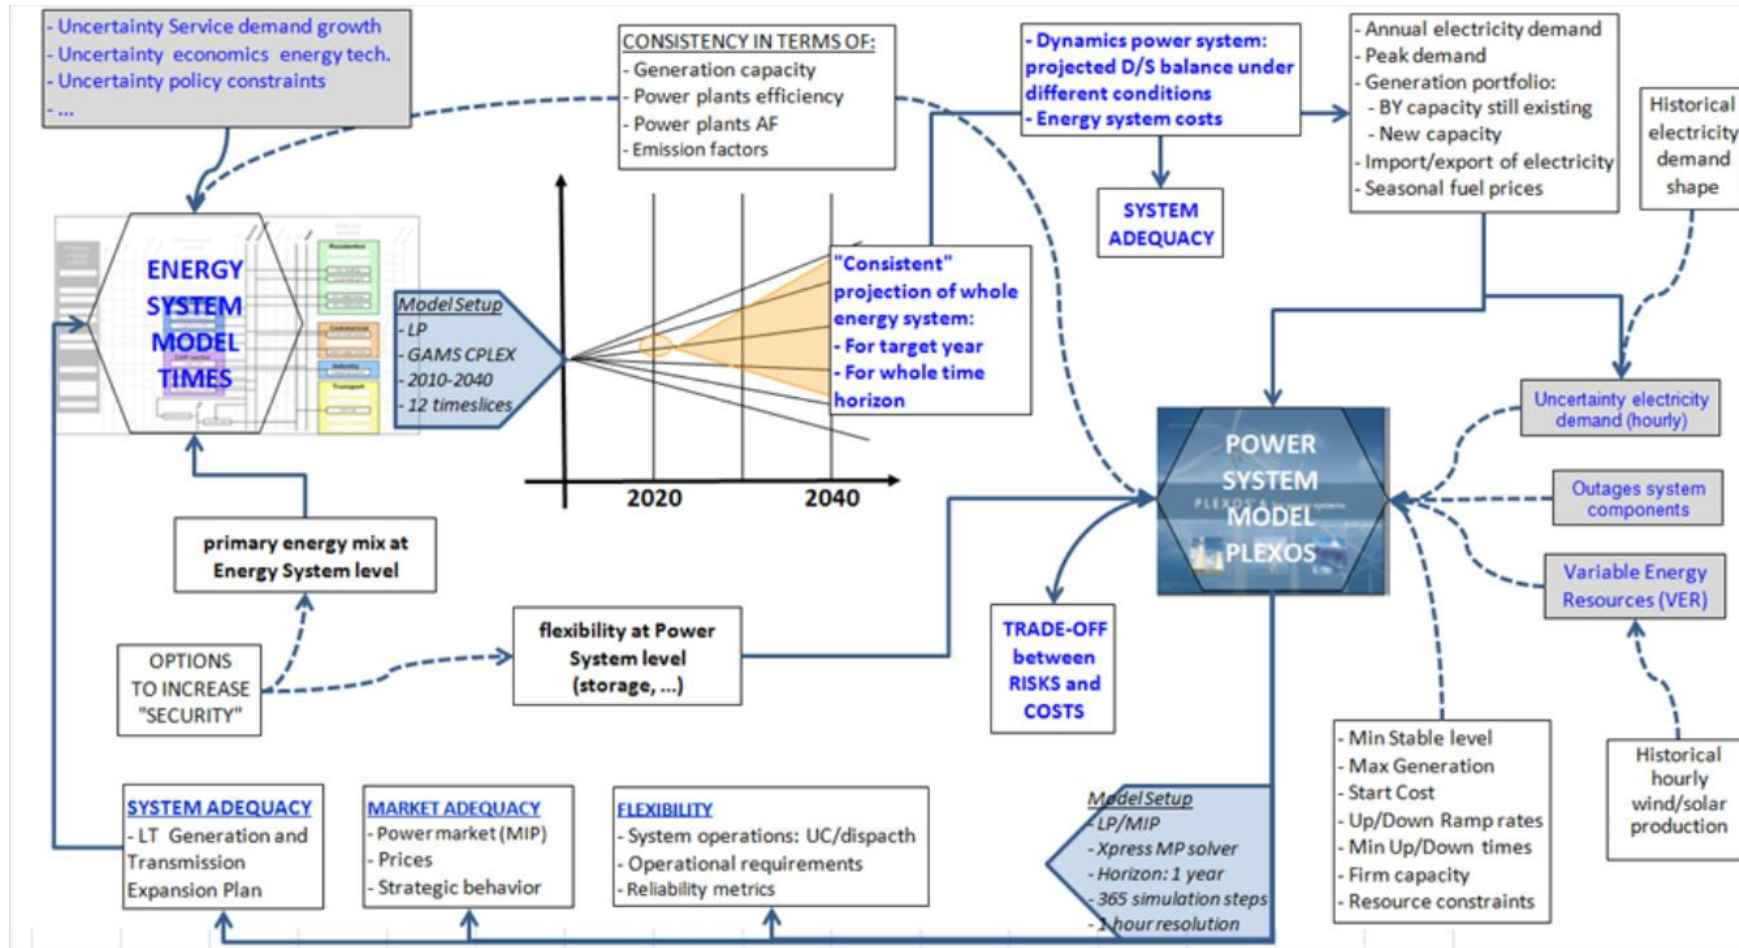 - Uncertainty Service demand growth
- Uncertainty economics energy tech.
- Uncertainty policy constraints
- ...
CONSISTENCY IN TERMS OF:
- Generation capacity
- Power plants efficiency
- Power plants AF
- Emission factors
- Dynamics power system:
projected D/S balance under
different conditions
- Energy system costs
- Annual electricity demand
- Peak demand
- Generation portfolio:
- BY capacity still existing
- New capacity
- Import/export of electricity
- Seasonal fuel prices
Historical
electricity
demand
shape
SYSTEM
ADEQUACY
ENERGY
SYSTEM
MODEL
TIMES
Residential
Commercial
Industry
Transport
Model Setup
- LP
- GAMS CPLEX
- 2010-2040
- 12 timeslices
"Consistent"
projection of whole
energy system:
- For target year
- For whole time
horizon
2020
2040
Uncertainty electricity
demand (hourly)
POWER
SYSTEM
MODEL
PLEXOS
PLEXOS
Outages system
components
Variable Energy
Resources (VER)
primary energy mix at
Energy System level
flexibility at Power
System level
(storage, ...)
TRADE-OFF
between
RISKS and
COSTS
OPTIONS
TO INCREASE
"SECURITY"
- Min Stable level
- Max Generation
- Start Cost
- Up/Down Ramp rates
- Min Up/Down times
- Firm capacity
- Resource constraints
Historical
hourly
wind/solar
production
SYSTEM ADEQUACY
- LT Generation and
Transmission
Expansion Plan
MARKET ADEQUACY
- Power market (MIP)
- Prices
- Strategic behavior
FLEXIBILITY
- System operations: UC/dispacth
- Operational requirements
- Reliability metrics
Model Setup
- LP/MIP
- Xpress MP solver
- Horizon: 1 year
- 365 simulation steps
- 1 hour resolution